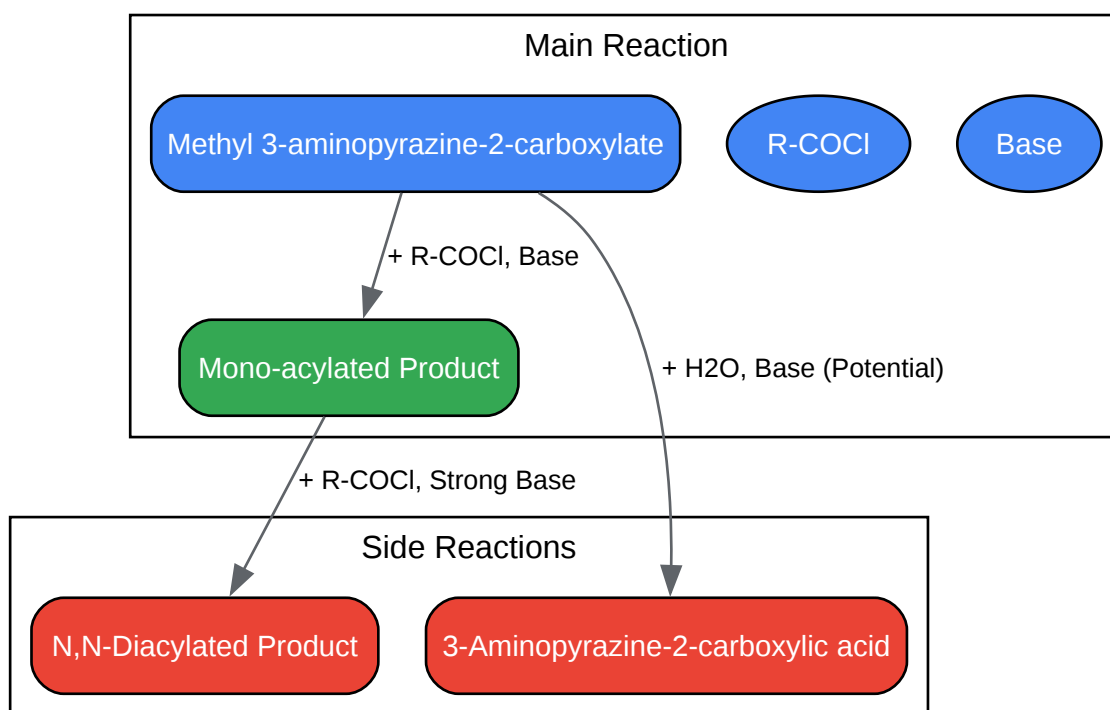 Main Reaction
Methyl 3-aminopyrazine-2-carboxylate
R-COCl
Base
+ R-COCl, Base
Mono-acylated Product
+ H2O, Base (Potential)
+ R-COCl, Strong Base
Side Reactions
N,N-Diacylated Product
3-Aminopyrazine-2-carboxylic acid